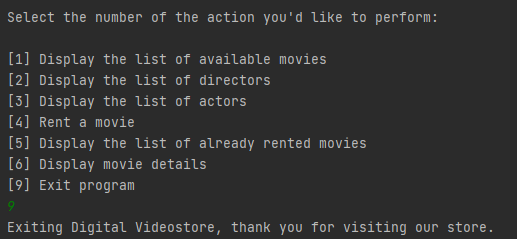 Select the number of the action you'd like to perform:
[1] Display the list of available movies
[2] Display the list of directors
[3] Display the list of actors
[4] Rent a movie
[5] Display the list of already rented movies
[6] Display movie details
[9] Exit program
9
Exiting Digital Videostore, thank you for visiting our store.